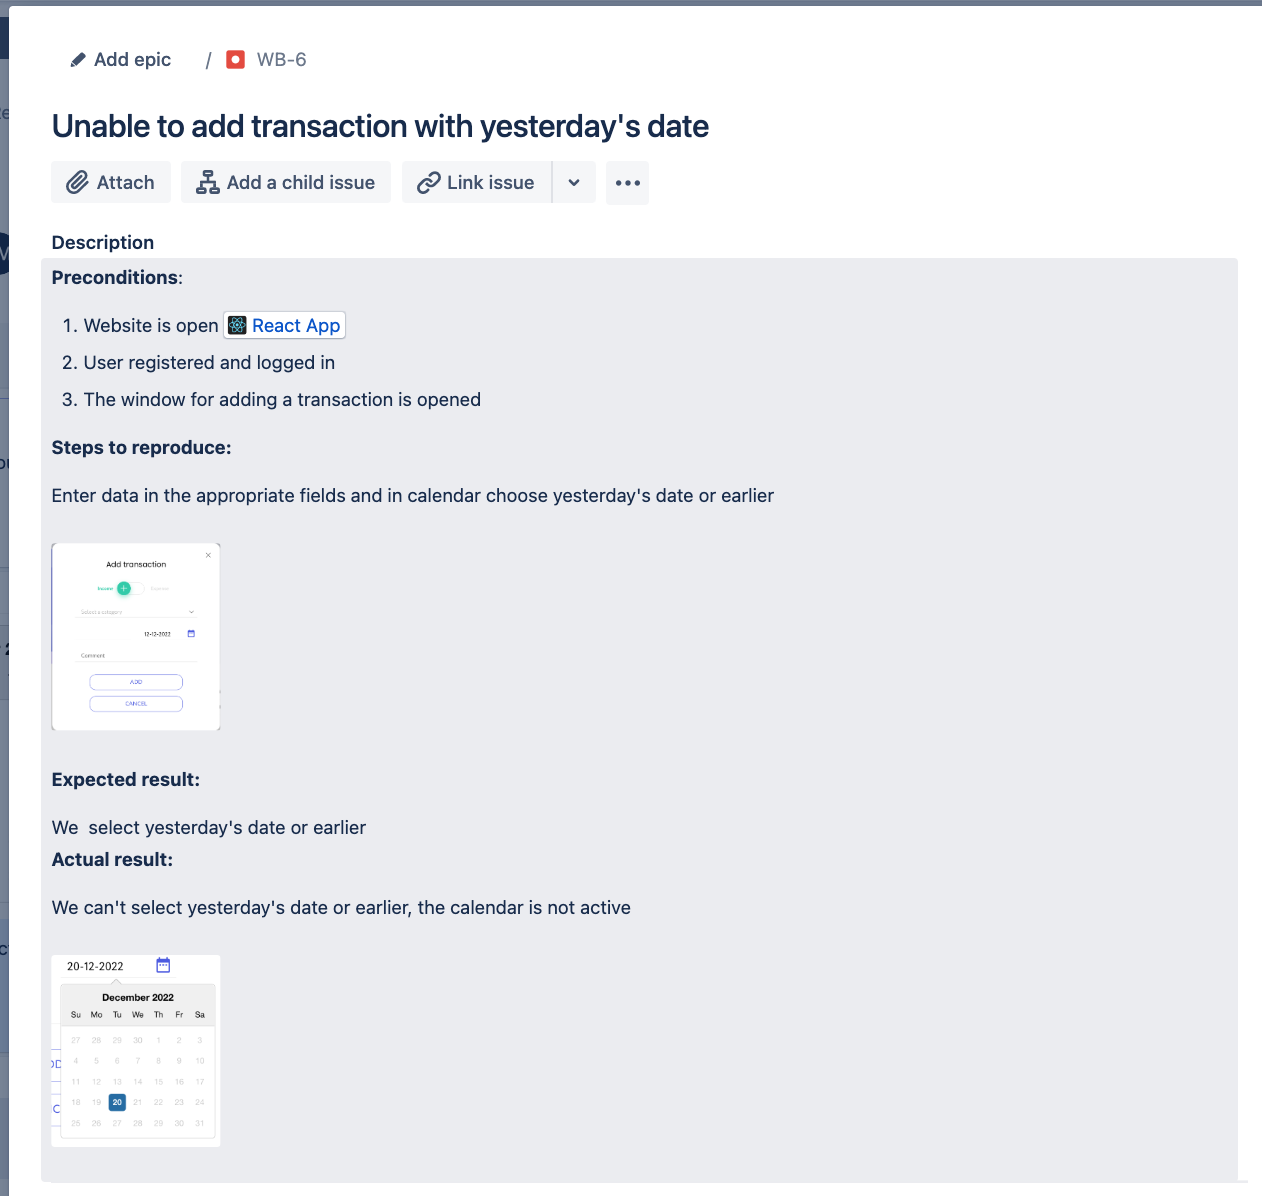 Add epic / WB-6
Unable to add transaction with yesterday's date
Attach Add a child issue Link issue
Description
Preconditions:
1. Website is open React App
2. User registered and logged in
3. The window for adding a transaction is opened
Steps to reproduce:
Enter data in the appropriate fields and in calendar choose yesterday's date or earlier
Add transaction
Income Expense
Select a category
12-12-2022
Comment
ADD
CANCEL
Expected result:
We  select yesterday's date or earlier
Actual result:
We can't select yesterday's date or earlier, the calendar is not active
20-12-2022
December 2022
Su Mo Tu We Th Fr Sa
27 28 29 30 1 2 3
4 5 6 7 8 9 10
11 12 13 14 15 16 17
18 19 20 21 22 23 24
25 26 27 28 29 30 31